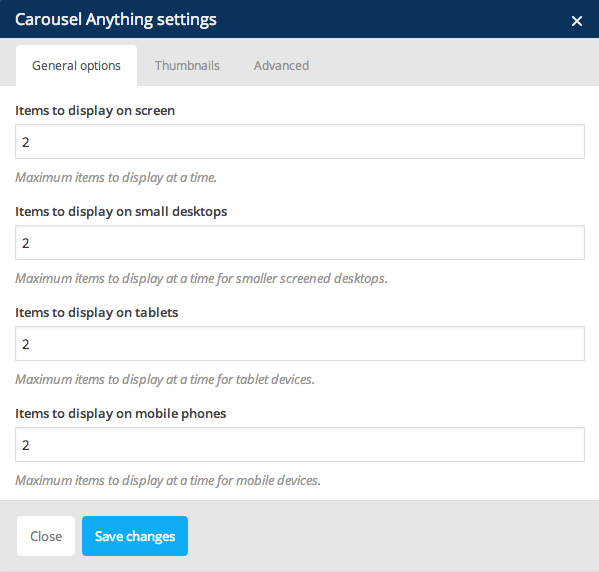 Carousel Anything settings
General options Thumbnails Advanced
Items to display on screen
2
Maximum items to display at a time.
Items to display on small desktops
2
Maximum items to display at a time for smaller screened desktops.
Items to display on tablets
2
Maximum items to display at a time for tablet devices.
Items to display on mobile phones
2
Maximum items to display at a time for mobile devices.
Close Save changes